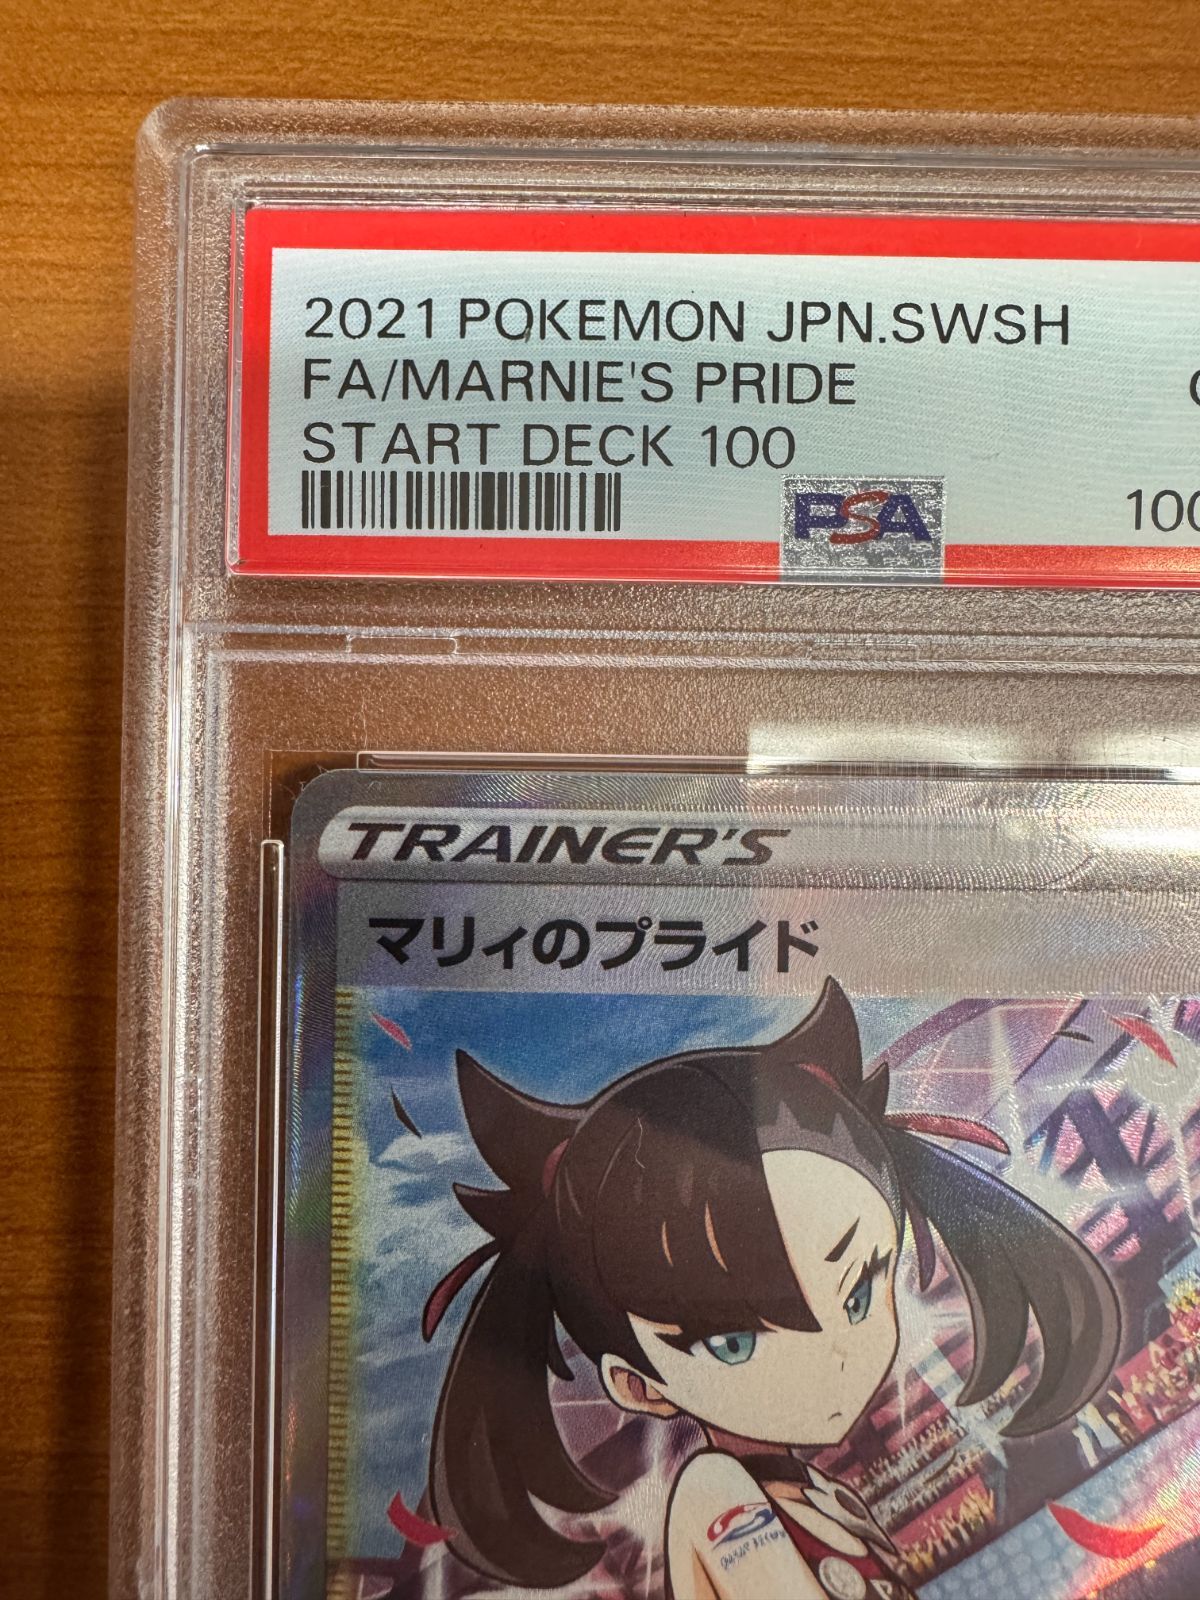 2021 POKEMON JPN.SWSH
FA/MARNIE'S PRIDE
START DECK 100
PSA
100
TRAINER'S
マリィのプライド